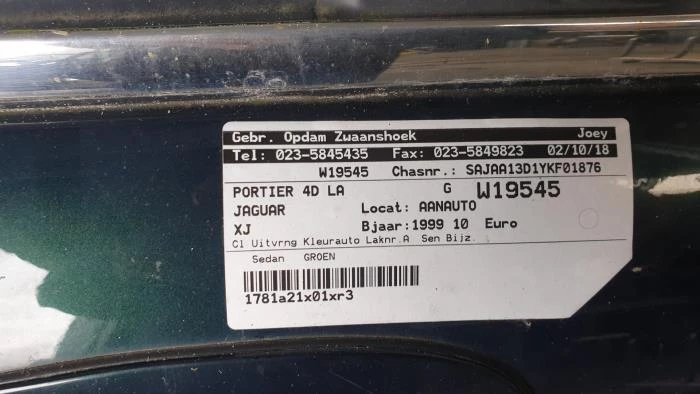 Gebr. Opdam Zwaanshoek Joey
Tel: 023-5845435 Fax: 023-5849823 02/10/18
W19545 Chasnr.: SAJAA13D1YKF01876
PORTIER 4D LA G W19545
JAGUAR Locat: AANAUTO
XJ Bjaar:1999 10 Euro
Cl Uitvrng Kleurauto Laknr.A Sen Bijz.
Sedan GROEN
1781a21x01xr3